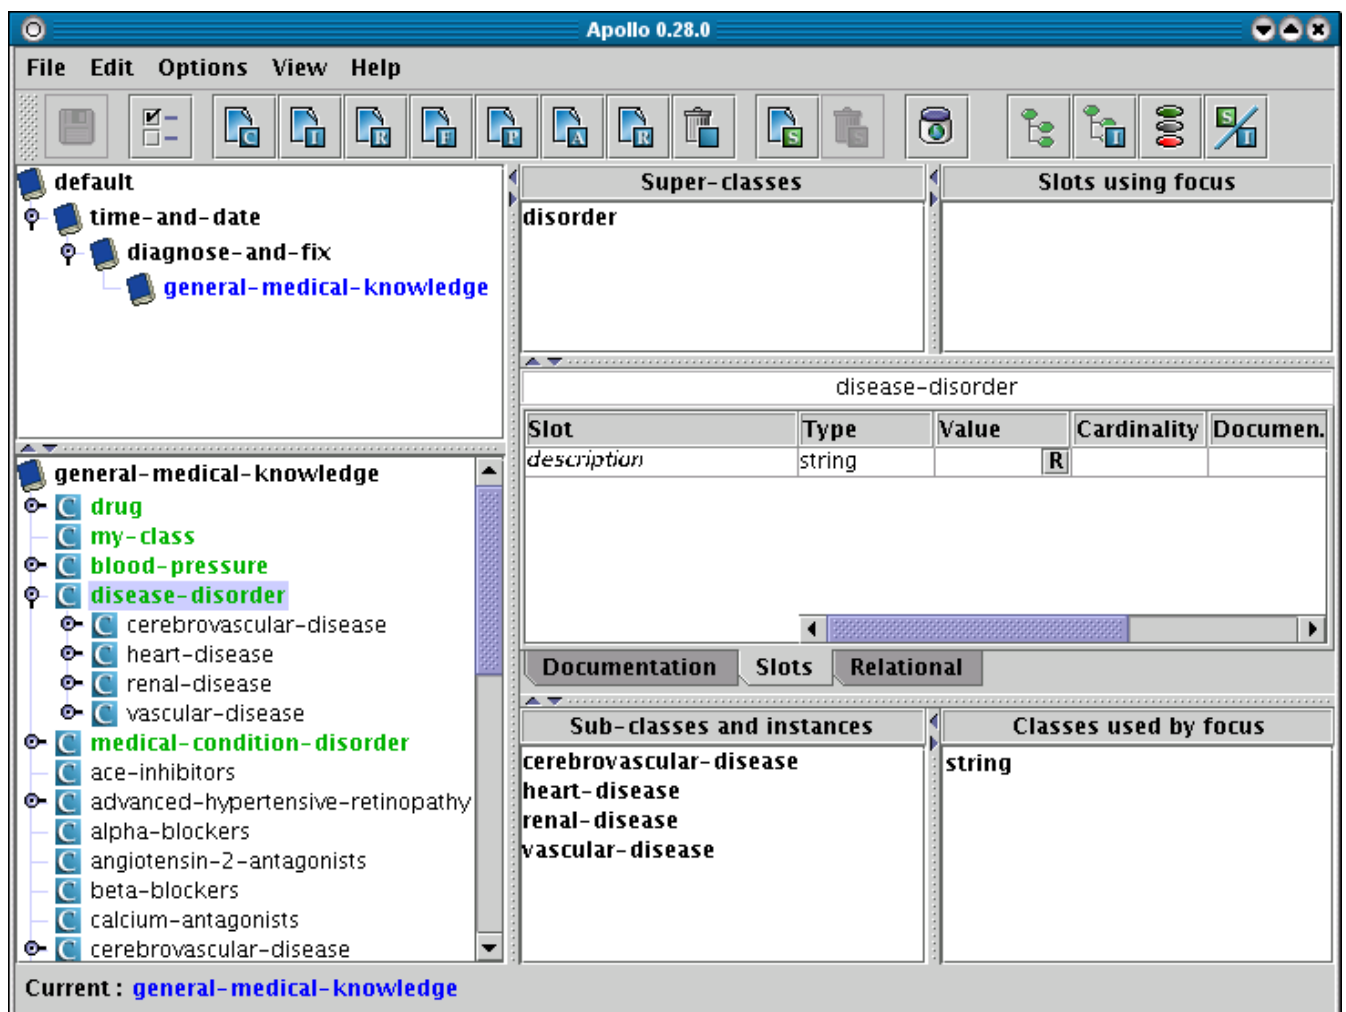 Apollo 0.28.0
File Edit Options View Help
C I R F P A R S S I S I
default
time-and-date
diagnose-and-fix
general-medical-knowledge
Super-classes
disorder
Slots using focus
disease-disorder
Slot Type Value Cardinality Documen.
description string R
Documentation Slots Relational
general-medical-knowledge
C drug
C my-class
C blood-pressure
C disease-disorder
C cerebrovascular-disease
C heart-disease
C renal-disease
C vascular-disease
C medical-condition-disorder
C ace-inhibitors
C advanced-hypertensive-retinopathy
C alpha-blockers
C angiotensin-2-antagonists
C beta-blockers
C calcium-antagonists
C cerebrovascular-disease
Sub-classes and instances
cerebrovascular-disease
heart-disease
renal-disease
vascular-disease
Classes used by focus
string
Current : general-medical-knowledge